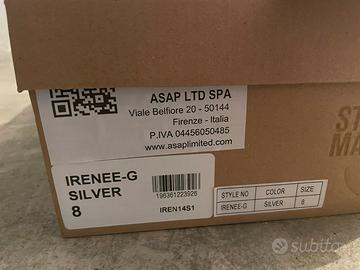 ASAP LTD SPA
Viale Belfiore 20 - 50144
Firenze - Italia
P.IVA 04456050485
www.asaplimited.com
IRENEE-G
SILVER
8
196361223926
IREN14S1
STYLE NO COLOR SIZE
IRENEE-G SILVER 8
subito